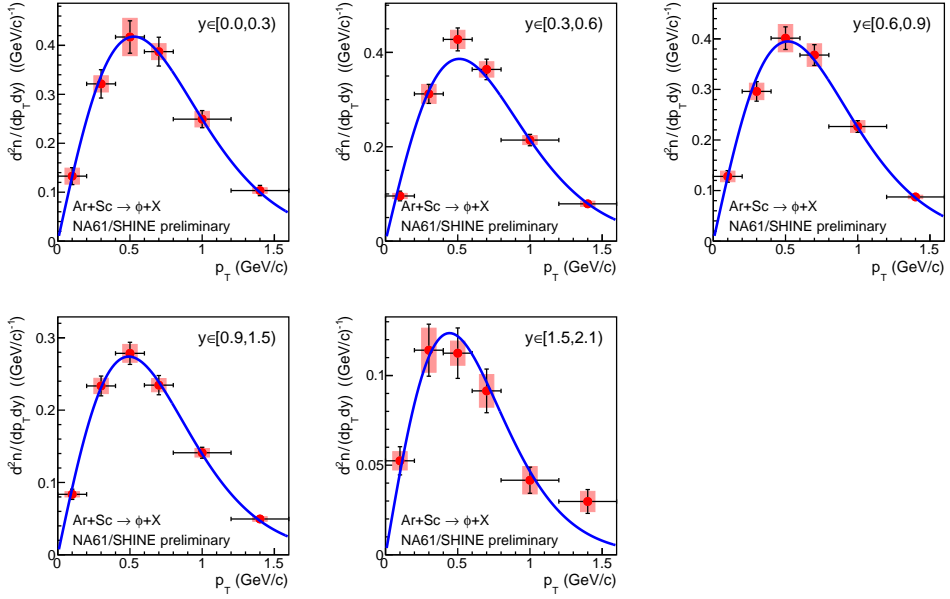 d²n/(dp_T dy) ((GeV/c)⁻¹)
y∈[0.0,0.3)
0.4
0.3
0.2
0.1
0
Ar+Sc → ϕ+X
NA61/SHINE preliminary
0 0.5 1 1.5
p_T (GeV/c)
d²n/(dp_T dy) ((GeV/c)⁻¹)
y∈[0.3,0.6)
0.4
0.2
0
Ar+Sc → ϕ+X
NA61/SHINE preliminary
0 0.5 1 1.5
p_T (GeV/c)
d²n/(dp_T dy) ((GeV/c)⁻¹)
y∈[0.6,0.9)
0.4
0.3
0.2
0.1
0
Ar+Sc → ϕ+X
NA61/SHINE preliminary
0 0.5 1 1.5
p_T (GeV/c)
d²n/(dp_T dy) ((GeV/c)⁻¹)
y∈[0.9,1.5)
0.3
0.2
0.1
0
Ar+Sc → ϕ+X
NA61/SHINE preliminary
0 0.5 1 1.5
p_T (GeV/c)
d²n/(dp_T dy) ((GeV/c)⁻¹)
y∈[1.5,2.1)
0.1
0.05
0
Ar+Sc → ϕ+X
NA61/SHINE preliminary
0 0.5 1 1.5
p_T (GeV/c)